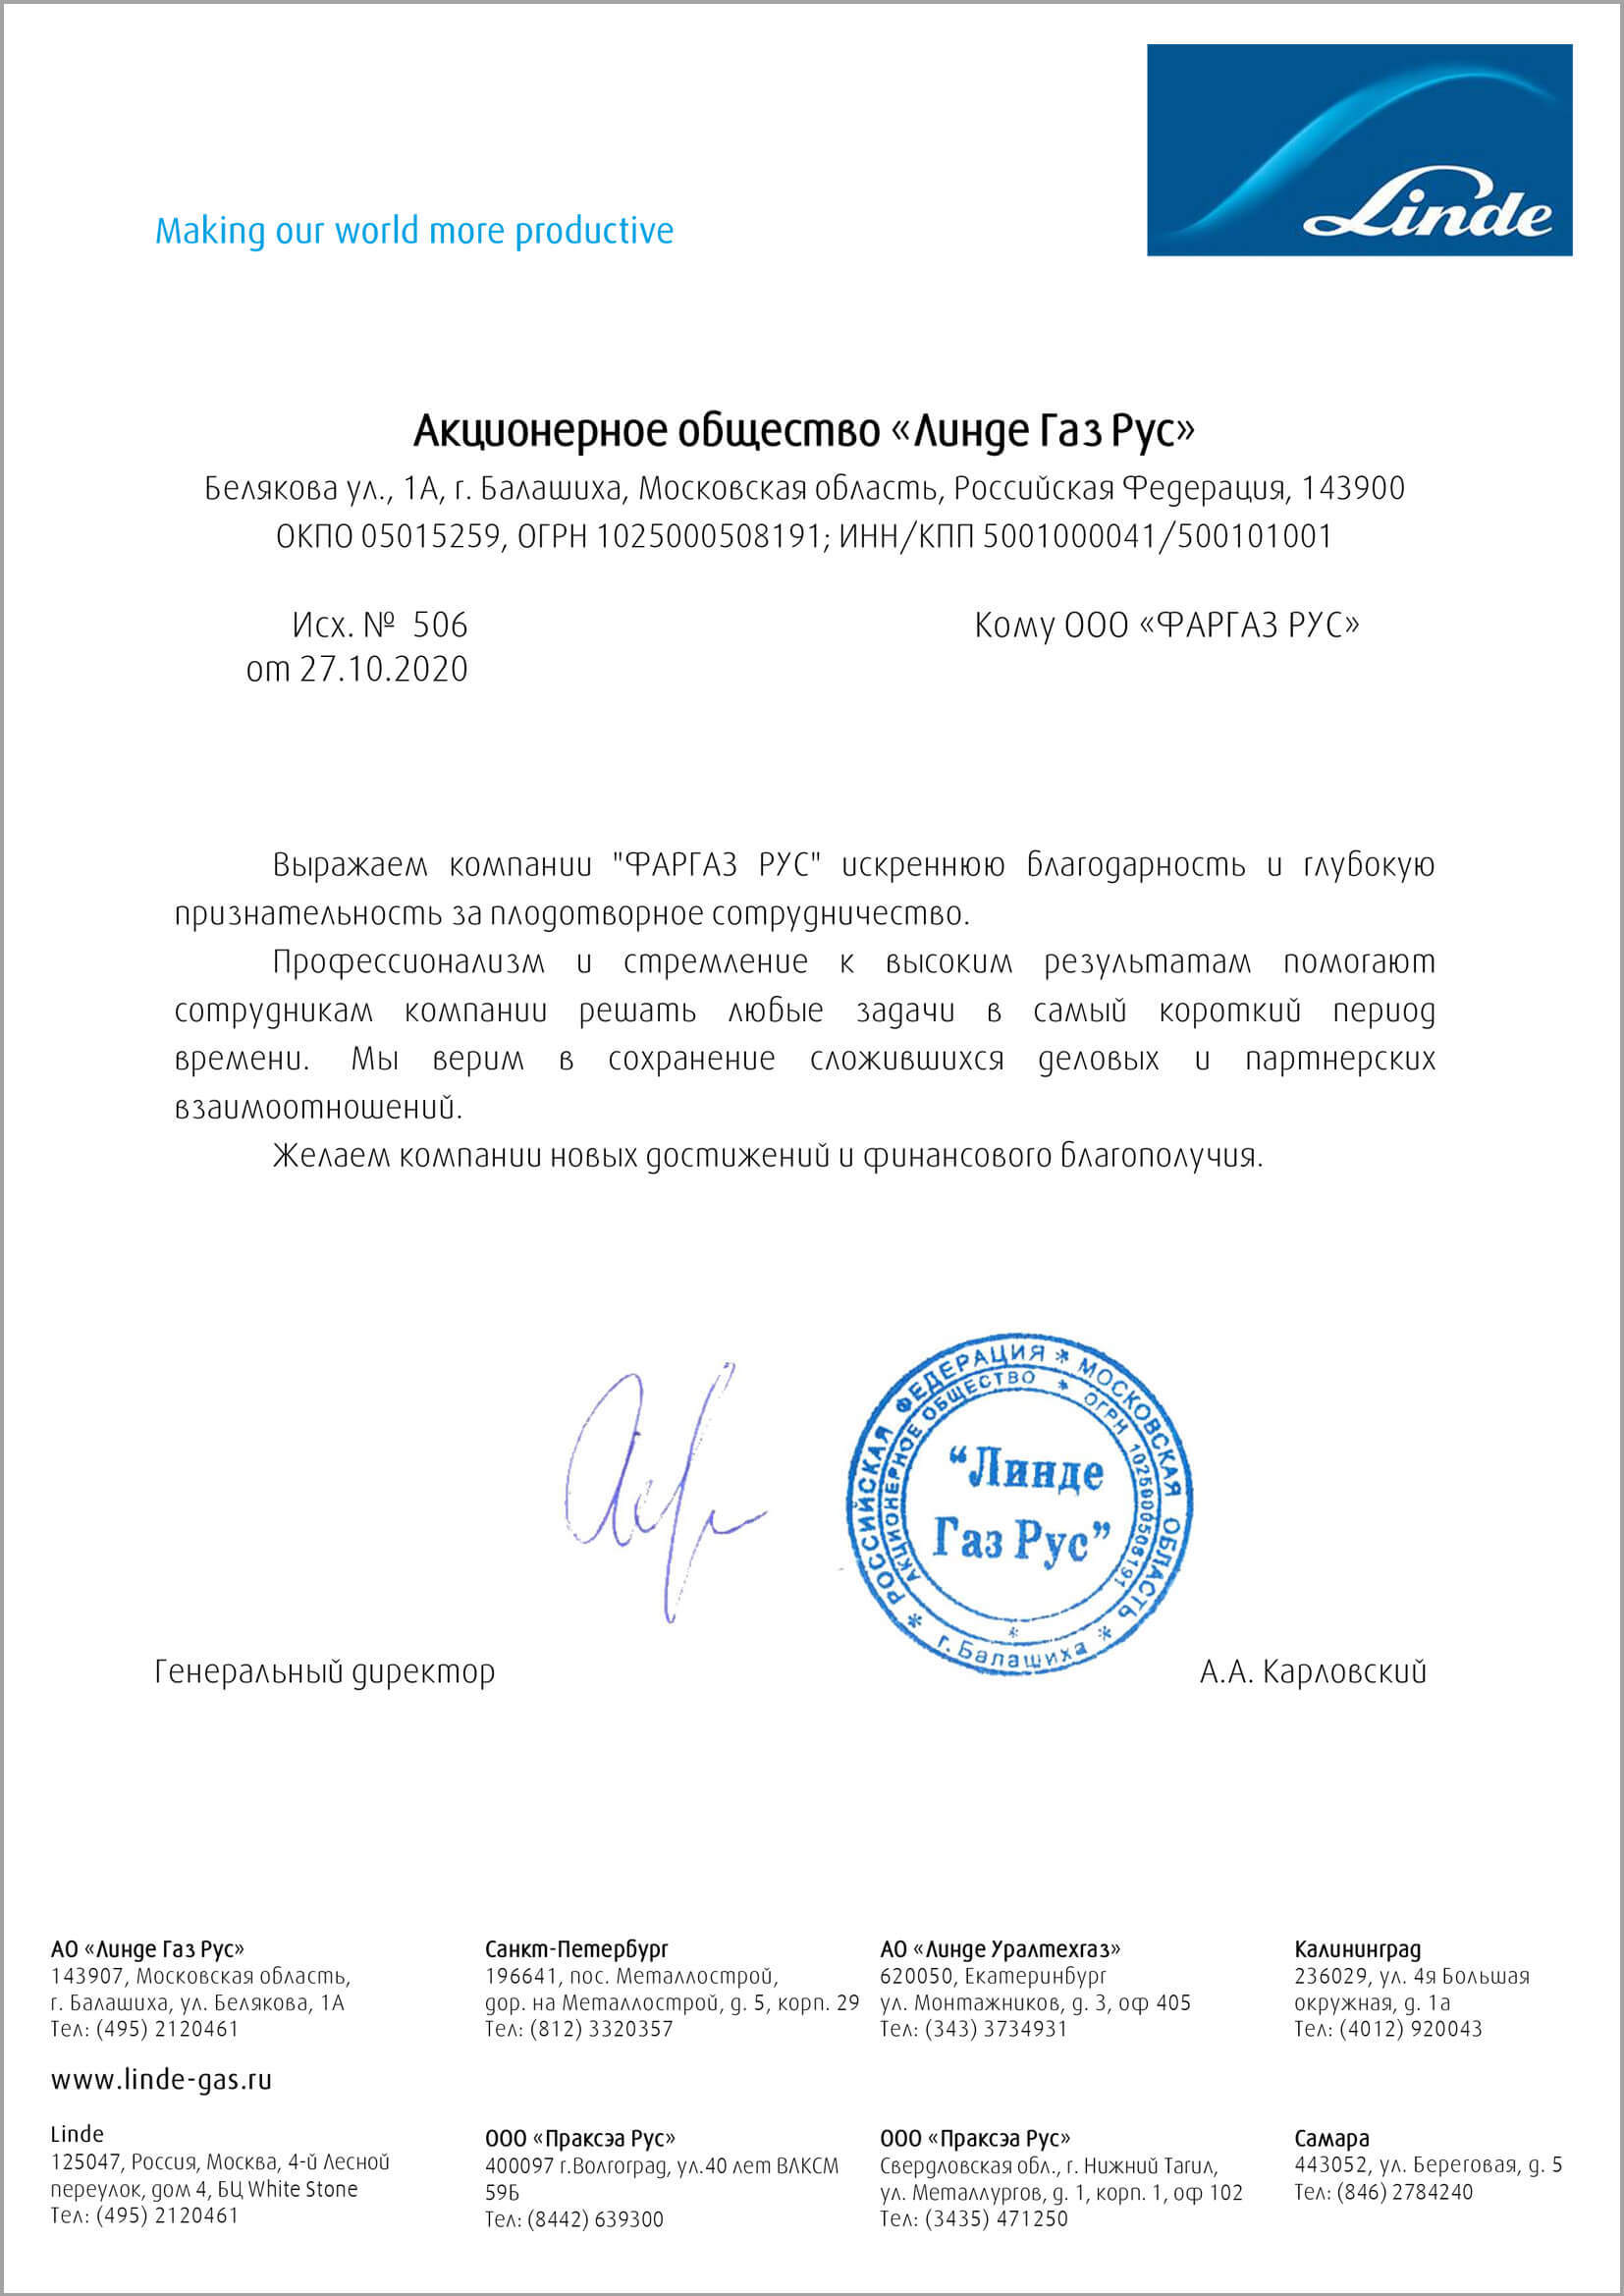 Linde
Making our world more productive
Акционерное общество «Линде Газ Рус»
Белякова ул., 1А, г. Балашиха, Московская область, Российская Федерация, 143900
ОКПО 05015259, ОГРН 1025000508191; ИНН/КПП 5001000041/500101001
Исх. № 506
от 27.10.2020
Кому ООО «ФАРГАЗ РУС»
Выражаем компании "ФАРГАЗ РУС" искреннюю благодарность и глубокую
признательность за плодотворное сотрудничество.
Профессионализм и стремление к высоким результатам помогают
сотрудникам компании решать любые задачи в самый короткий период
времени. Мы верим в сохранение сложившихся деловых и партнерских
взаимоотношений.
Желаем компании новых достижений и финансового благополучия.
* РОССИЙСКАЯ ФЕДЕРАЦИЯ * МОСКОВСКАЯ ОБЛАСТЬ *
г. Балашиха
АКЦИОНЕРНОЕ ОБЩЕСТВО * ОГРН 1025000508191
*
“Линде
Газ Рус”
Генеральный директор
А.А. Карловский
АО «Линде Газ Рус»
143907, Московская область,
г. Балашиха, ул. Белякова, 1А
Тел: (495) 2120461
www.linde-gas.ru
Санкт-Петербург
196641, пос. Металлострой,
дор. на Металлострой, д. 5, корп. 29
Тел: (812) 3320357
АО «Линде Уралтехгаз»
620050, Екатеринбург
ул. Монтажников, д. 3, оф 405
Тел: (343) 3734931
Калининград
236029, ул. 4я Большая
окружная, д. 1а
Тел: (4012) 920043
Linde
125047, Россия, Москва, 4-й Лесной
переулок, дом 4, БЦ White Stone
Тел: (495) 2120461
ООО «Праксэа Рус»
400097 г.Волгоград, ул.40 лет ВЛКСМ
59Б
Тел: (8442) 639300
ООО «Праксэа Рус»
Свердловская обл., г. Нижний Тагил,
ул. Металлургов, д. 1, корп. 1, оф 102
Тел: (3435) 471250
Самара
443052, ул. Береговая, д. 5
Тел: (846) 2784240